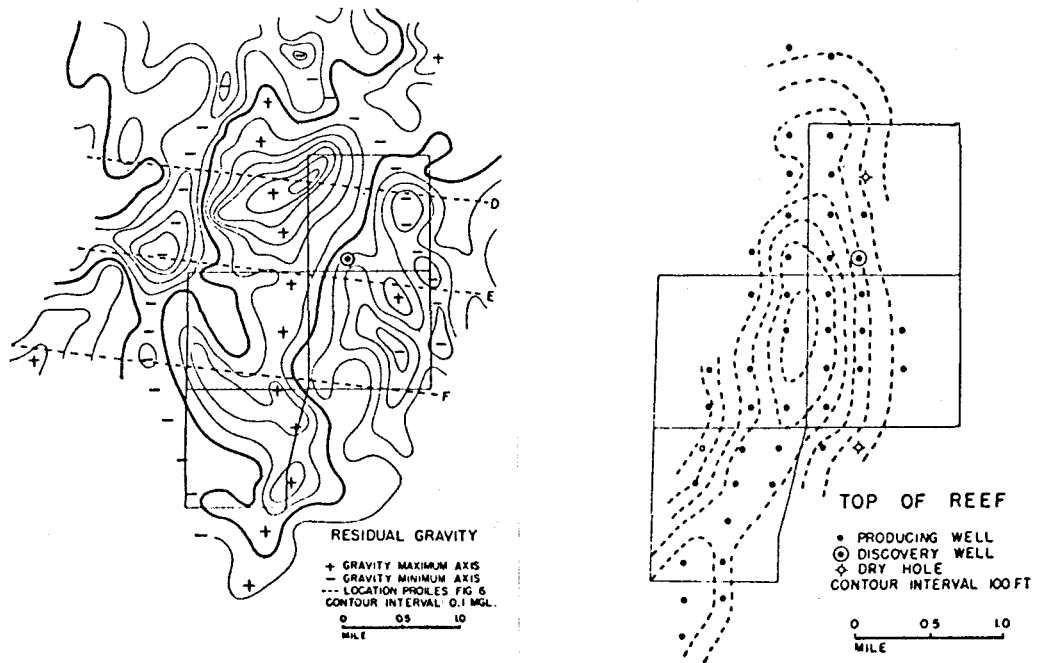 D
E
F
RESIDUAL GRAVITY
+ GRAVITY MAXIMUM AXIS
— GRAVITY MINIMUM AXIS
--- LOCATION PROILES FIG 6
CONTOUR INTERVAL: 0.1 MGL.
0 0.5 1.0
MILE
TOP OF REEF
PRODUCING WELL
DISCOVERY WELL
DRY HOLE
CONTOUR INTERVAL 100 FT
0 0.5 1.0
MILE